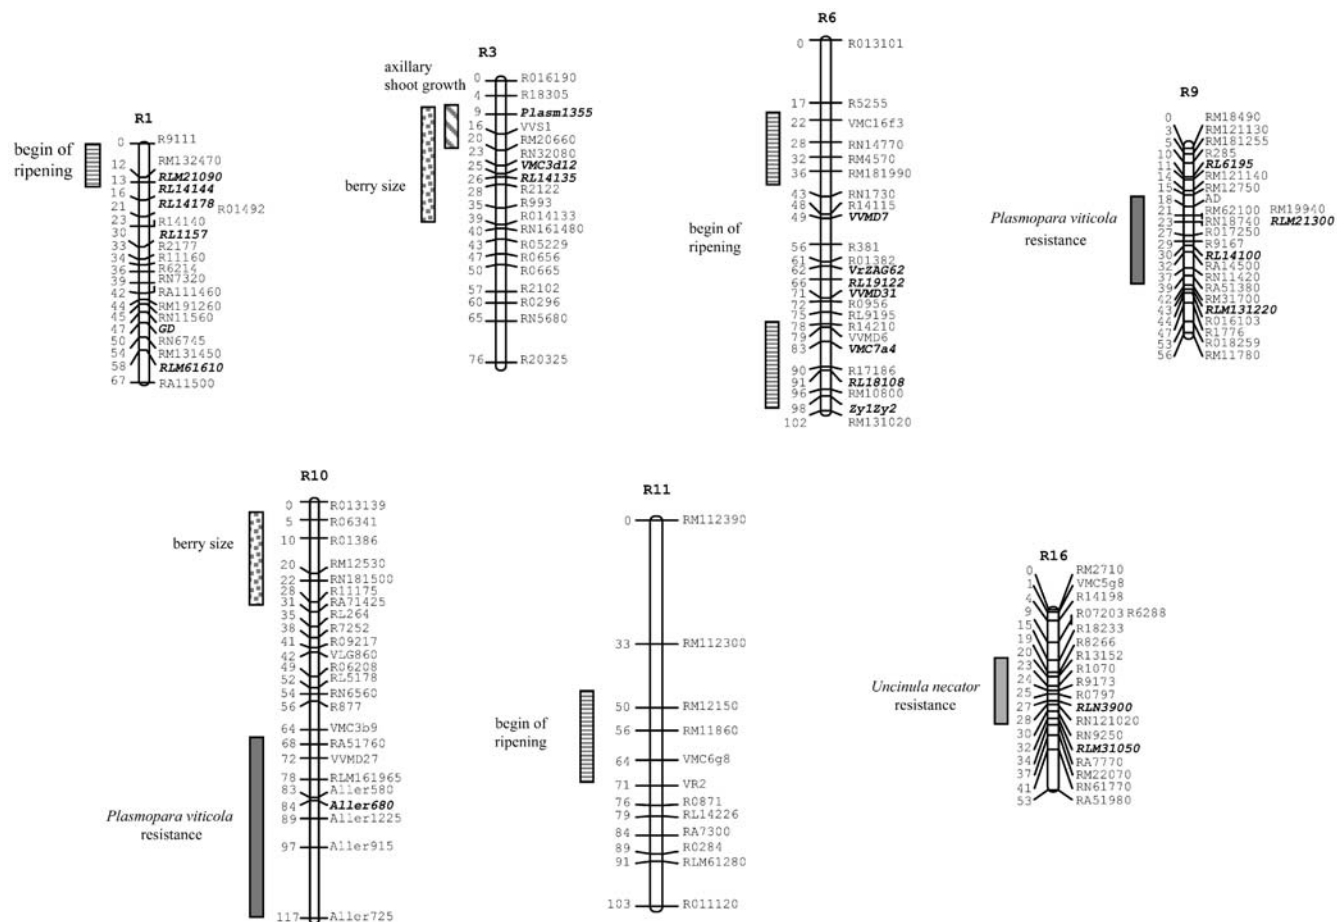 R1
begin of
ripening
0 R9111
12 RM132470
13 RLM21090
16 RL14144
21 RL14178 R01492
23 R14140
30 RL1157
33 R2177
34 R11160
36 R6214
39 RN7320
42 RA111460
44 RM191260
45 RN11560
47 GD
50 RN6745
54 RM131450
58 RLM61610
67 RA11500
R3
axillary
shoot growth
berry size
0 R016190
4 R18305
9 Plasm1355
16 VVS1
20 RM20660
23 RN32080
25 VMC3d12
26 RL14135
28 R2122
35 R993
39 R014133
40 RN161480
43 R05229
47 R0656
50 R0665
57 R2102
60 R0296
65 RN5680
76 R20325
R6
begin of
ripening
0 R013101
17 R5255
22 VMC16f3
28 RN14770
32 RM4570
36 RM181990
43 RN1730
48 R14115
49 VVMD7
56 R381
61 R01382
62 VrZAG62
66 RL19122
71 VVMD31
72 R0956
75 RL9195
78 R14210
79 VVMD6
83 VMC7a4
90 R17186
91 RL18108
96 RM10800
98 Zy1Zy2
102 RM131020
R9
Plasmopara viticola
resistance
0 RM18490
3 RM121130
5 RM181255
10 R285
11 RL6195
14 RM121140
15 RM12750
18 AD
21 RM62100 RM19940
23 RN18740 RLM21300
27 R017250
29 R9167
30 RL14100
32 RA14500
37 RN11420
39 RA51380
42 RM31700
43 RLM131220
44 R016103
47 R1776
53 R018259
56 RM11780
R10
berry size
Plasmopara viticola
resistance
0 R013139
5 R06341
10 R01386
20 RM12530
22 RN181500
28 R11175
31 RA71425
35 RL264
38 R7252
41 R09217
42 VLG860
49 R06208
52 RL5178
54 RN6560
56 R877
64 VMC3b9
68 RA51760
72 VVMD27
78 RLM161965
83 Aller580
84 Aller680
89 Aller1225
97 Aller915
117 Aller725
R11
begin of
ripening
0 RM112390
33 RM112300
50 RM12150
56 RM11860
64 VMC6g8
71 VR2
76 R0871
79 RL14226
84 RA7300
89 R0284
91 RLM61280
103 R011120
R16
Uncinula necator
resistance
0 RM2710
1 VMC5g8
4 R14198
9 R07203 R6288
15 R18233
19 R8266
20 R13152
23 R1070
24 R9173
25 R0797
27 RLN3900
28 RN121020
30 RN9250
32 RLM31050
34 RA7770
37 RM22070
41 RN61770
53 RA51980